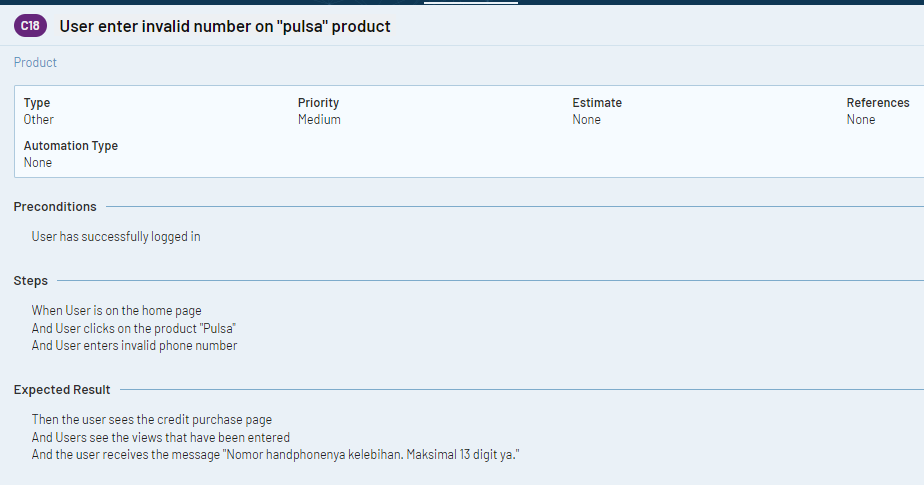 C18 User enter invalid number on "pulsa" product
Product
Type Priority Estimate References
Other Medium None None
Automation Type
None
Preconditions
User has successfully logged in
Steps
When User is on the home page
And User clicks on the product "Pulsa"
And User enters invalid phone number
Expected Result
Then the user sees the credit purchase page
And Users see the views that have been entered
And the user receives the message "Nomor handphonenya kelebihan. Maksimal 13 digit ya."